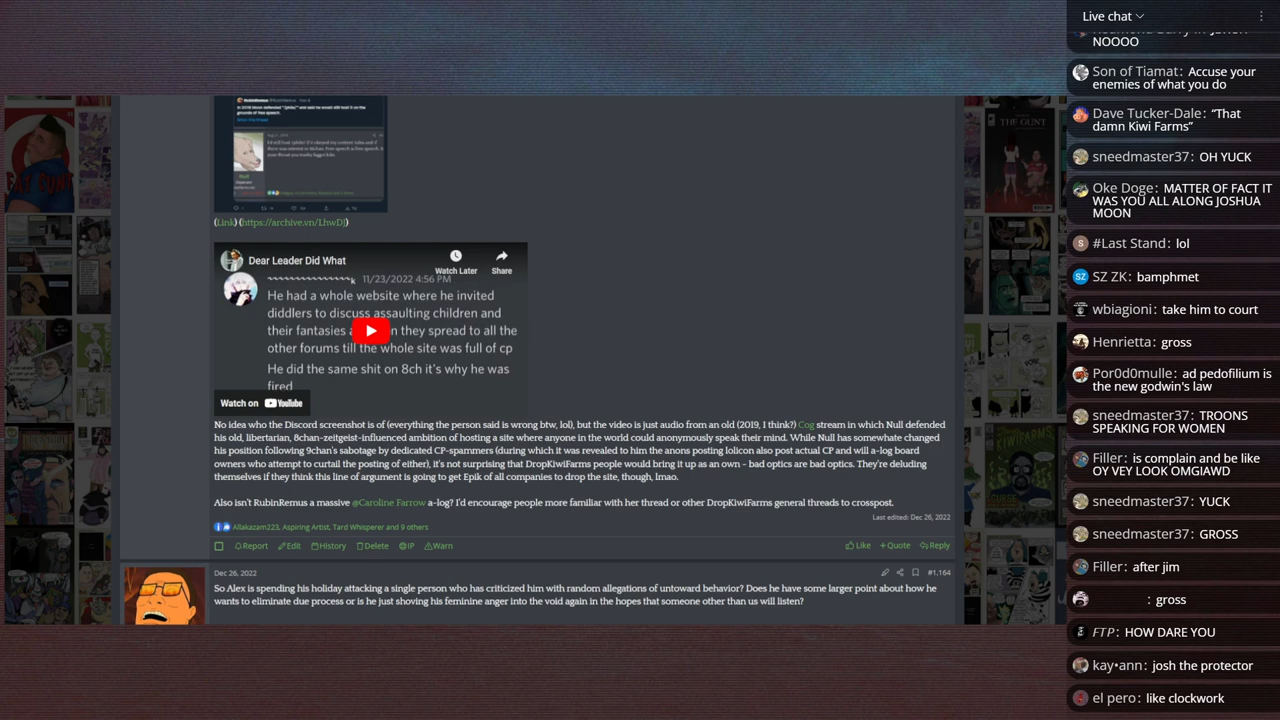 RubinRemus
(Link) (https://archive.vn/LhwDJ)
Dear Leader Did What
Watch Later
Share
11/23/2022 4:56 PM
He had a whole website where he invited
diddlers to discuss assaulting children and
their fantasies
they spread to all the
other forums till the whole site was full of cp
He did the same shit on 8ch it's why he was
fired
Watch on YouTube
No idea who the Discord screenshot is of (everything the person said is wrong btw, lol), but the video is just audio from an old (2019, I think?) Cog stream in which Null defended
his old, libertarian, 8chan-zeitgeist-influenced ambition of hosting a site where anyone in the world could anonymously speak their mind. While Null has somewhate changed
his position following 9chan's sabotage by dedicated CP-spammers (during which it was revealed to him the anons posting lolicon also post actual CP and will a-log board
owners who attempt to curtail the posting of either), it's not surprising that DropKiwiFarms people would bring it up as an own - bad optics are bad optics. They're deluding
themselves if they think this line of argument is going to get Epik of all companies to drop the site, though, lmao.
Also isn't RubinRemus a massive @Caroline Farrow a-log? I'd encourage people more familiar with her thread or other DropKiwiFarms general threads to crosspost.
Last edited: Dec 26, 2022
Allakazam223, Aspiring Artist, Tard Whisperer and 9 others
Report Edit History Delete IP Warn
Like + Quote Reply
Dec 26, 2022
#1,164
So Alex is spending his holiday attacking a single person who has criticized him with random allegations of untoward behavior? Does he have some larger point about how he
wants to eliminate due process or is he just shoving his feminine anger into the void again in the hopes that someone other than us will listen?
THE GUNT
KIWIFARMS
Live chat
NOOOO
Son of Tiamat: Accuse your
enemies of what you do
Damn Pecker-Dale: "That
damn Kiwi Farms"
sneedmaster37: OH YUCK
Oke Doge: MATTER OF FACT IT
WAS YOU ALL ALONG JOSHUA
MOON
#Last Stand: lol
SZ ZK: bamphmet
wbiagioni: take him to court
Henrietta: gross
Por0d0mulle: ad pedofilium is
the new godwin's law
sneedmaster37: TROONS
SPEAKING FOR WOMEN
Filler: is complain and be like
OY VEY LOOK OMGIAWD
sneedmaster37: YUCK
sneedmaster37: GROSS
Filler: after jim
: gross
FTP: HOW DARE YOU
kay•ann: josh the protector
el pero: like clockwork